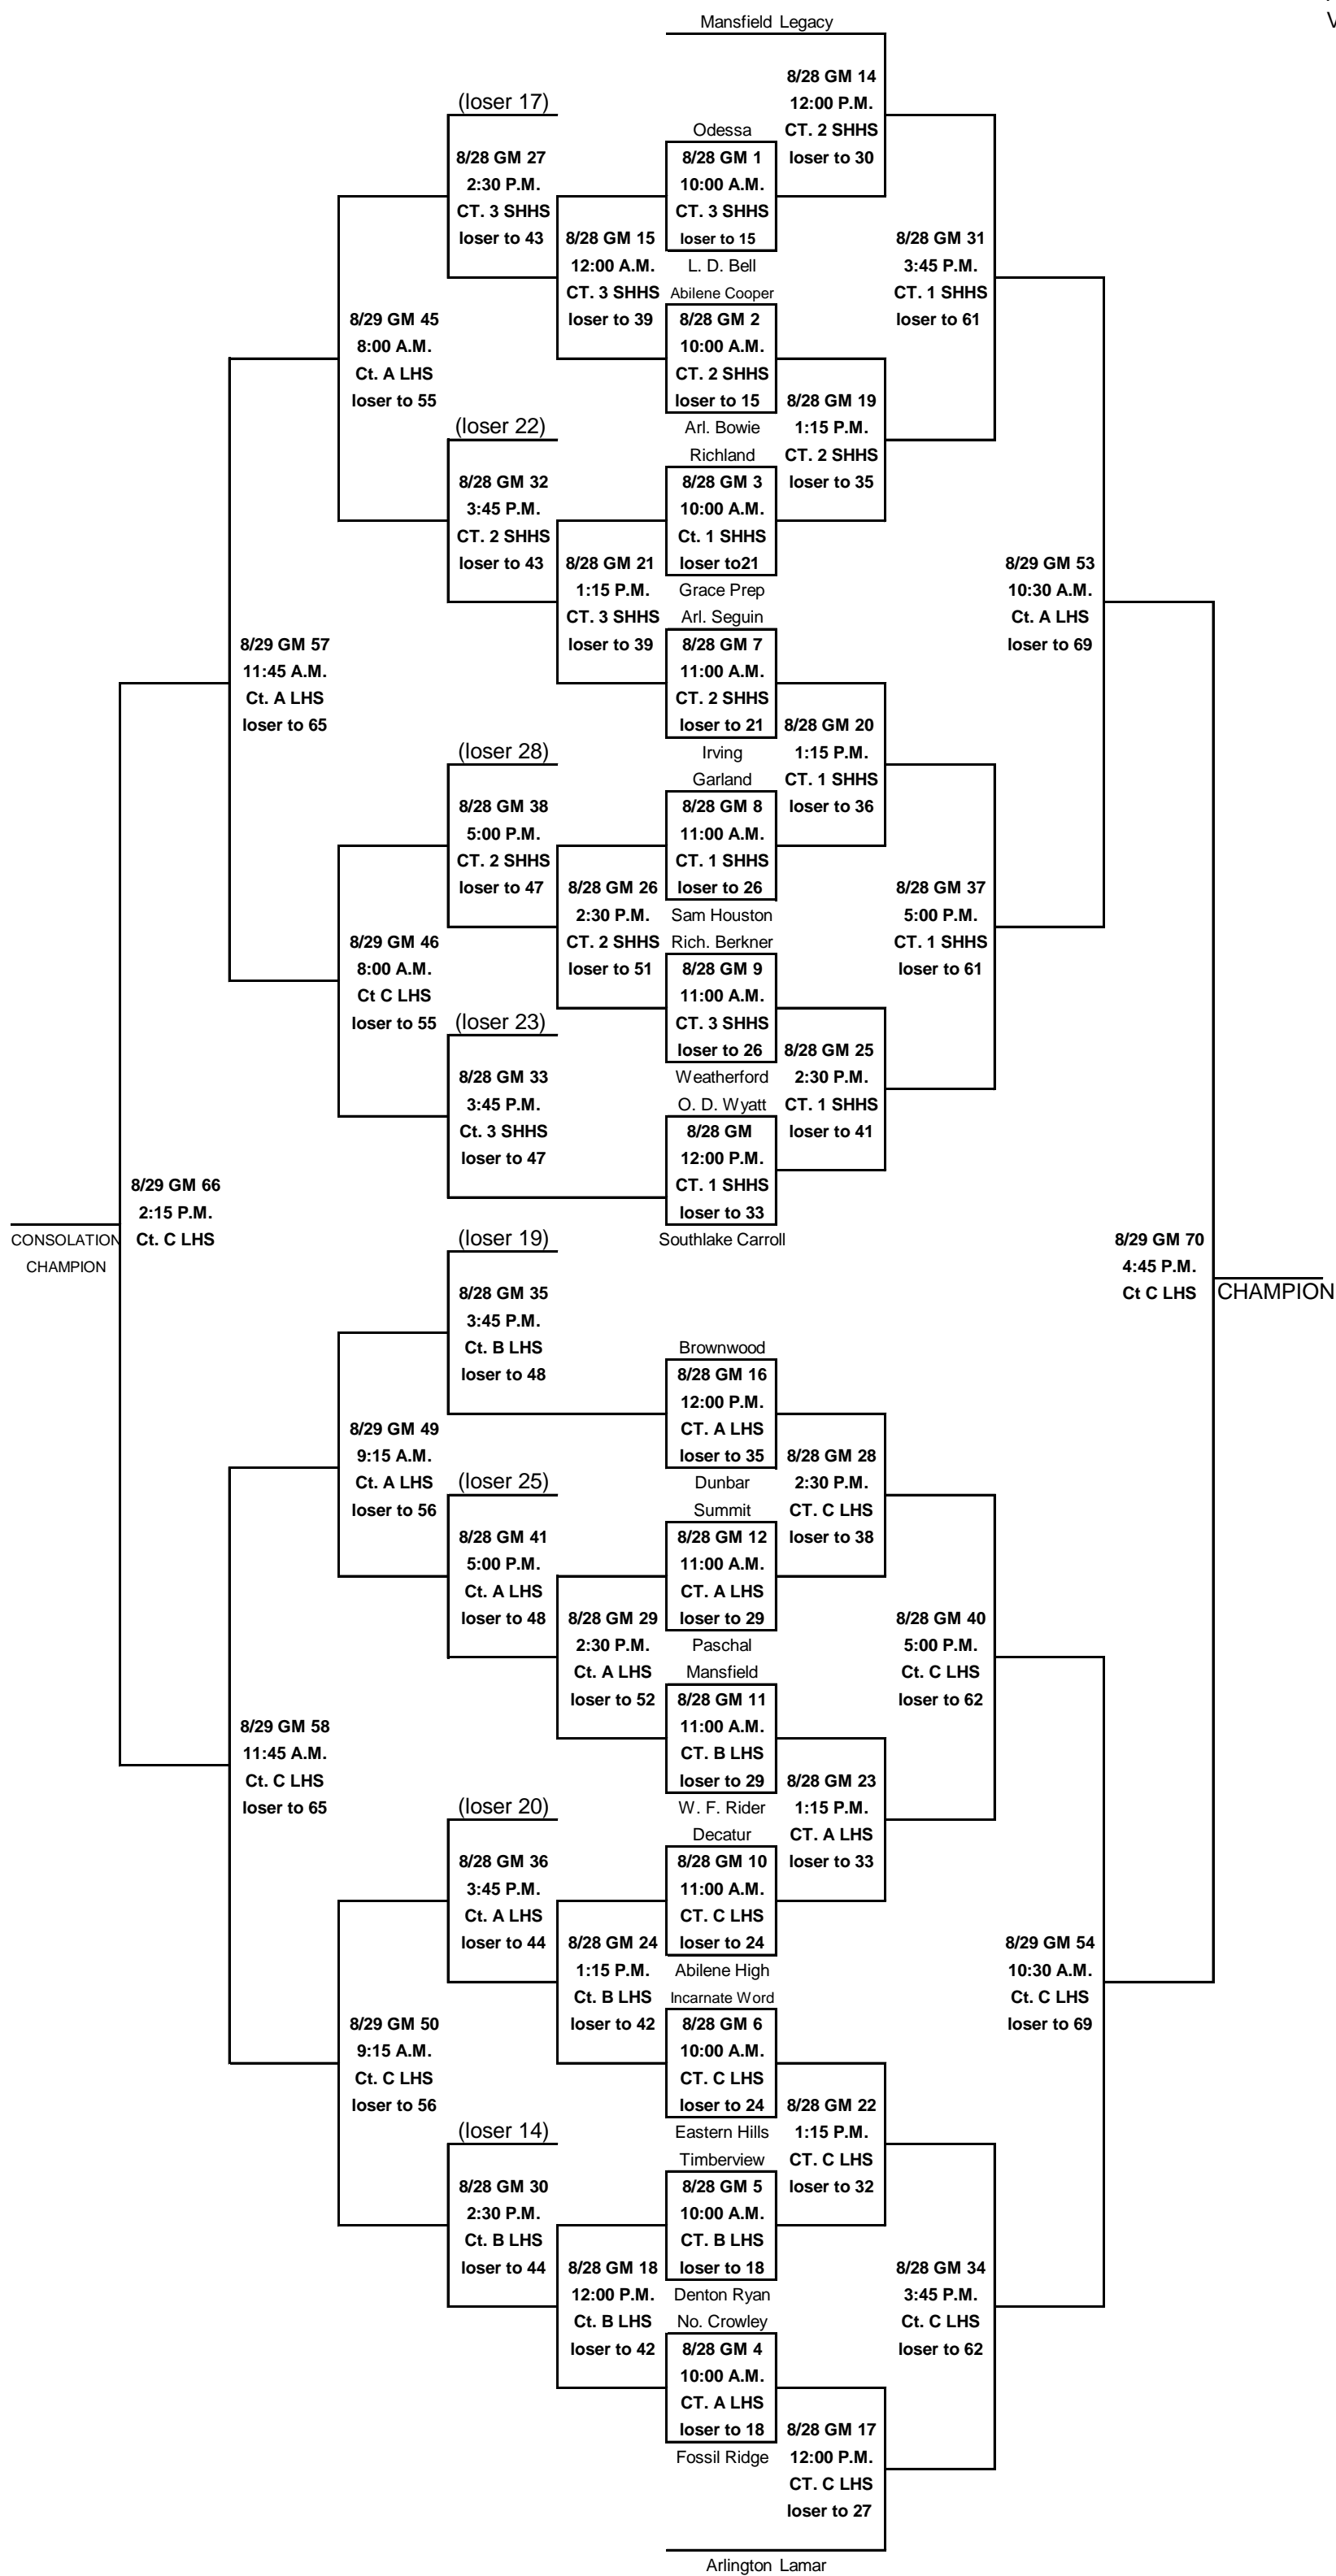 V
Mansfield Legacy
8/28 GM 14
12:00 P.M.
CT. 2 SHHS
loser to 30
(loser 17)
8/28 GM 27
2:30 P.M.
CT. 3 SHHS
loser to 43
Odessa
8/28 GM 1
10:00 A.M.
CT. 3 SHHS
loser to 15
L. D. Bell
8/28 GM 15
12:00 A.M.
CT. 3 SHHS
loser to 39
8/28 GM 31
3:45 P.M.
CT. 1 SHHS
loser to 61
Abilene Cooper
8/28 GM 2
10:00 A.M.
CT. 2 SHHS
loser to 15
Arl. Bowie
8/29 GM 45
8:00 A.M.
Ct. A LHS
loser to 55
8/28 GM 19
1:15 P.M.
CT. 2 SHHS
loser to 35
(loser 22)
8/28 GM 32
3:45 P.M.
CT. 2 SHHS
loser to 43
Richland
8/28 GM 3
10:00 A.M.
Ct. 1 SHHS
loser to21
Grace Prep
8/28 GM 21
1:15 P.M.
CT. 3 SHHS
loser to 39
8/29 GM 53
10:30 A.M.
Ct. A LHS
loser to 69
Arl. Seguin
8/28 GM 7
11:00 A.M.
CT. 2 SHHS
loser to 21
Irving
8/29 GM 57
11:45 A.M.
Ct. A LHS
loser to 65
8/28 GM 20
1:15 P.M.
CT. 1 SHHS
loser to 36
(loser 28)
8/28 GM 38
5:00 P.M.
CT. 2 SHHS
loser to 47
Garland
8/28 GM 8
11:00 A.M.
CT. 1 SHHS
loser to 26
Sam Houston
8/28 GM 26
2:30 P.M.
CT. 2 SHHS
loser to 51
8/28 GM 37
5:00 P.M.
CT. 1 SHHS
loser to 61
Rich. Berkner
8/28 GM 9
11:00 A.M.
CT. 3 SHHS
loser to 26
Weatherford
8/29 GM 46
8:00 A.M.
Ct C LHS
loser to 55
(loser 23)
8/28 GM 33
3:45 P.M.
Ct. 3 SHHS
loser to 47
8/28 GM 25
2:30 P.M.
CT. 1 SHHS
loser to 41
O. D. Wyatt
8/28 GM
12:00 P.M.
CT. 1 SHHS
loser to 33
Southlake Carroll
8/29 GM 66
2:15 P.M.
Ct. C LHS
CONSOLATION
CHAMPION
8/29 GM 70
4:45 P.M.
Ct C LHS
CHAMPION
(loser 19)
8/28 GM 35
3:45 P.M.
Ct. B LHS
loser to 48
Brownwood
8/28 GM 16
12:00 P.M.
CT. A LHS
loser to 35
Dunbar
8/29 GM 49
9:15 A.M.
Ct. A LHS
loser to 56
8/28 GM 28
2:30 P.M.
CT. C LHS
loser to 38
(loser 25)
8/28 GM 41
5:00 P.M.
Ct. A LHS
loser to 48
Summit
8/28 GM 12
11:00 A.M.
CT. A LHS
loser to 29
Paschal
8/28 GM 29
2:30 P.M.
Ct. A LHS
loser to 52
8/28 GM 40
5:00 P.M.
Ct. C LHS
loser to 62
Mansfield
8/28 GM 11
11:00 A.M.
CT. B LHS
loser to 29
W. F. Rider
8/29 GM 58
11:45 A.M.
Ct. C LHS
loser to 65
8/28 GM 23
1:15 P.M.
CT. A LHS
loser to 33
(loser 20)
8/28 GM 36
3:45 P.M.
Ct. A LHS
loser to 44
Decatur
8/28 GM 10
11:00 A.M.
CT. C LHS
loser to 24
Abilene High
8/28 GM 24
1:15 P.M.
Ct. B LHS
loser to 42
8/29 GM 54
10:30 A.M.
Ct. C LHS
loser to 69
Incarnate Word
8/28 GM 6
10:00 A.M.
CT. C LHS
loser to 24
Eastern Hills
8/29 GM 50
9:15 A.M.
Ct. C LHS
loser to 56
8/28 GM 22
1:15 P.M.
CT. C LHS
loser to 32
(loser 14)
8/28 GM 30
2:30 P.M.
Ct. B LHS
loser to 44
Timberview
8/28 GM 5
10:00 A.M.
CT. B LHS
loser to 18
Denton Ryan
8/28 GM 18
12:00 P.M.
Ct. B LHS
loser to 42
8/28 GM 34
3:45 P.M.
Ct. C LHS
loser to 62
No. Crowley
8/28 GM 4
10:00 A.M.
CT. A LHS
loser to 18
Fossil Ridge
8/28 GM 17
12:00 P.M.
CT. C LHS
loser to 27
Arlington Lamar